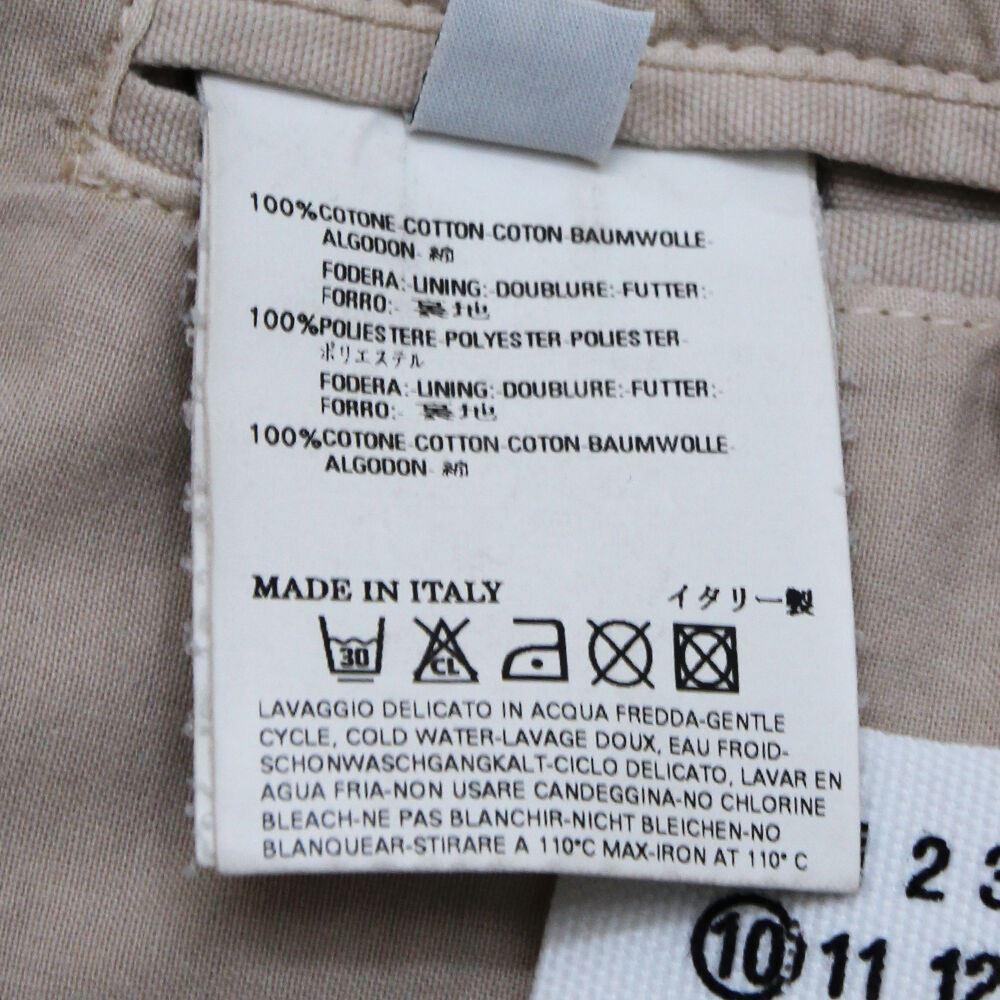 100%COTONE-COTTON-COTON-BAUMWOLLE-
ALGODON- 綿
FODERA:-LINING:-DOUBLURE:-FUTTER:-
FORRO:- 裏地
100%POLIESTERE-POLYESTER-POLIESTER-
ポリエステル
FODERA:-LINING:-DOUBLURE:-FUTTER:-
FORRO:- 裏地
100%COTONE-COTTON-COTON-BAUMWOLLE-
ALGODON- 綿
MADE IN ITALY イタリー製
30 CL
LAVAGGIO DELICATO IN ACQUA FREDDA-GENTLE
CYCLE, COLD WATER-LAVAGE DOUX, EAU FROID-
SCHONWASCHGANGKALT-CICLO DELICATO, LAVAR EN
AGUA FRIA-NON USARE CANDEGGINA-NO CHLORINE
BLEACH-NE PAS BLANCHIR-NICHT BLEICHEN-NO
BLANQUEAR-STIRARE A 110°C MAX-IRON AT 110° C
2 3
10 11 12